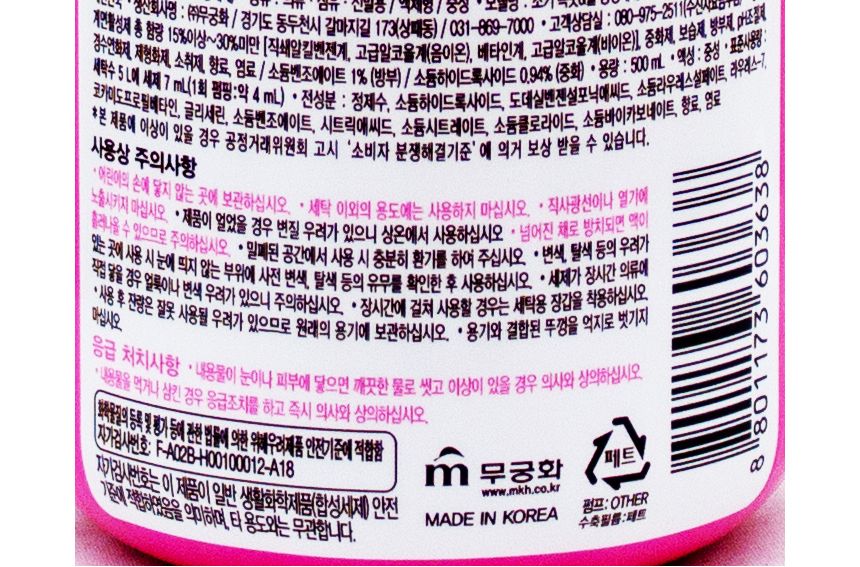 • 생산회사명 : ㈜무궁화 / 경기도 동두천시 갈마지길 173(상패동) / 031-869-7000 • 고객상담실 : 080-975-2511(수신자요금부담)
계면활성제 총 함량 15%이상~30%미만 [직쇄알킬벤젠계, 고급알코올계(음이온), 베타인계, 고급알코올계(비이온)], 중화제, 보습제, 방부제, pH조절제,
경수연화제, 제형화제, 소취제, 향료, 염료 / 소듐벤조에이트 1% (방부) / 소듐하이드록사이드 0.94% (중화) • 용량 : 500 mL • 액성 : 중성 • 표준사용량 :
세탁수 5 L에 세제 7 mL(1회 펌핑:약 4 mL) • 전성분 : 정제수, 소듐하이드록사이드, 도데실벤젠설포닉애씨드, 소듐라우레스설페이트, 라우레스-7,
코카미도프로필베타인, 글리세린, 소듐벤조에이트, 시트릭애씨드, 소듐시트레이트, 소듐클로라이드, 소듐바이카보네이트, 향료, 염료
* 본 제품에 이상이 있을 경우 공정거래위원회 고시 '소비자 분쟁해결기준'에 의거 보상 받을 수 있습니다.
사용상 주의사항
• 어린이의 손에 닿지 않는 곳에 보관하십시오. • 세탁 이외의 용도에는 사용하지 마십시오. • 직사광선이나 열기에
노출시키지 마십시오. • 제품이 얼었을 경우 변질 우려가 있으니 상온에서 사용하십시오 • 넘어진 채로 방치되면 액이
흘러나올 수 있으므로 주의하십시오. • 밀폐된 공간에서 사용 시 충분히 환기를 하여 주십시오. • 변색, 탈색 등의 우려가
있는 곳에 사용 시 눈에 띄지 않는 부위에 사전 변색, 탈색 등의 유무를 확인한 후 사용하십시오. • 세제가 장시간 의류에
직접 닿을 경우 얼룩이나 변색 우려가 있으니 주의하십시오. • 장시간에 걸쳐 사용할 경우는 세탁용 장갑을 착용하십시오
• 사용 후 잔량은 잘못 사용될 우려가 있으므로 원래의 용기에 보관하십시오. • 용기와 결합된 뚜껑을 억지로 벗기지
마십시오.
응급 처치사항 • 내용물이 눈이나 피부에 닿으면 깨끗한 물로 씻고 이상이 있을 경우 의사와 상의하십시오
• 내용물을 먹거나 삼킨 경우 응급조치를 하고 즉시 의사와 상의하십시오.
화학물질의 등록 및 평가 등에 관한 법률에 의한 위해우려제품 안전기준에 적합함
자가검사번호: F-A02B-H00100012-A18
자가검사번호는 이 제품이 일반 생활화학제품(합성세제) 안전
기준에 적합하였음을 의미하며, 타 용도와는 무관합니다.
무궁화
www.mkh.co.kr
MADE IN KOREA
페트
펌프: OTHER
수축필름: 페트
8 801173 603638